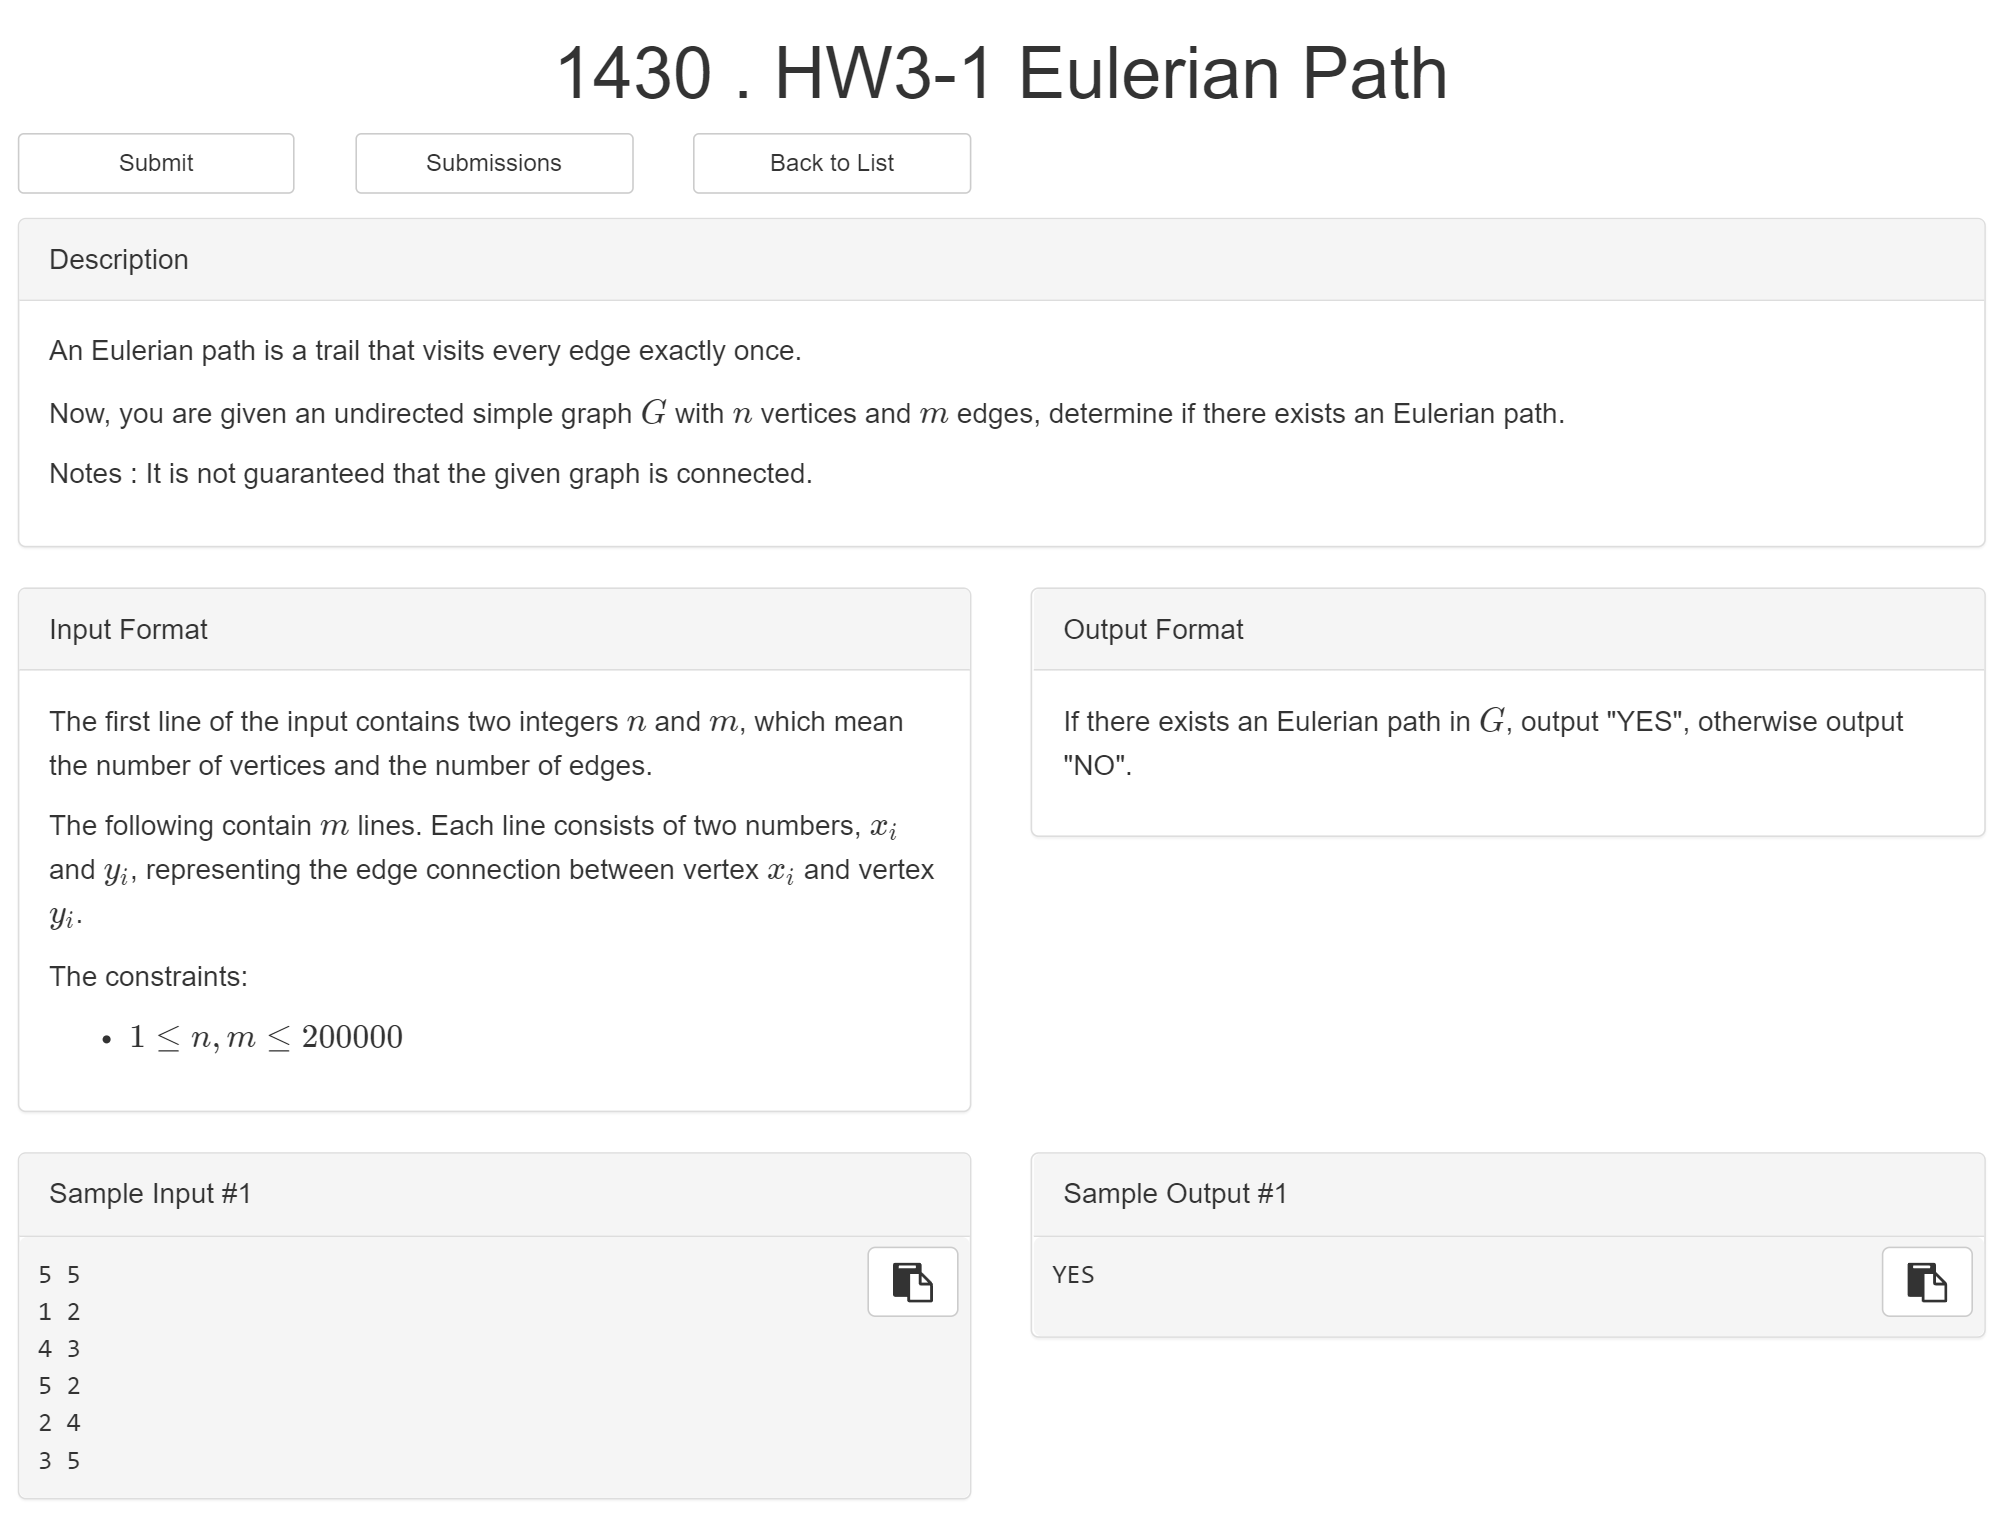 1430 . HW3-1 Eulerian Path
Submit
Submissions
Back to List
Description
An Eulerian path is a trail that visits every edge exactly once.
Now, you are given an undirected simple graph G with n vertices and m edges, determine if there exists an Eulerian path.
Notes : It is not guaranteed that the given graph is connected.
Input Format
The first line of the input contains two integers n and m, which mean
the number of vertices and the number of edges.
The following contain m lines. Each line consists of two numbers, xᵢ
and yᵢ, representing the edge connection between vertex xᵢ and vertex
yᵢ.
The constraints:
• 1 ≤ n, m ≤ 200000
Output Format
If there exists an Eulerian path in G, output "YES", otherwise output
"NO".
Sample Input #1
5 5
1 2
4 3
5 2
2 4
3 5
Sample Output #1
YES